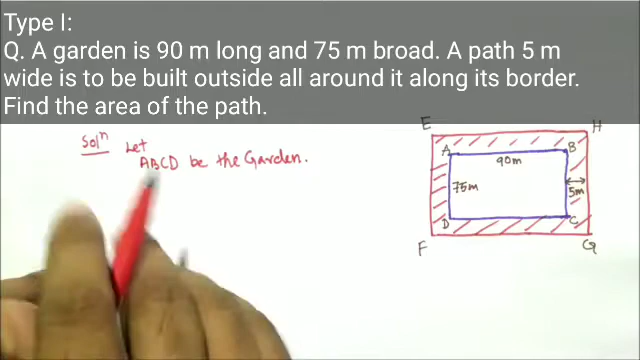 Type I:
Q. A garden is 90 m long and 75 m broad. A path 5 m
wide is to be built outside all around it along its border.
Find the area of the path.
Solⁿ Let
ABCD be the Garden.
E H
A B
90m
75m 5m
D C
F G